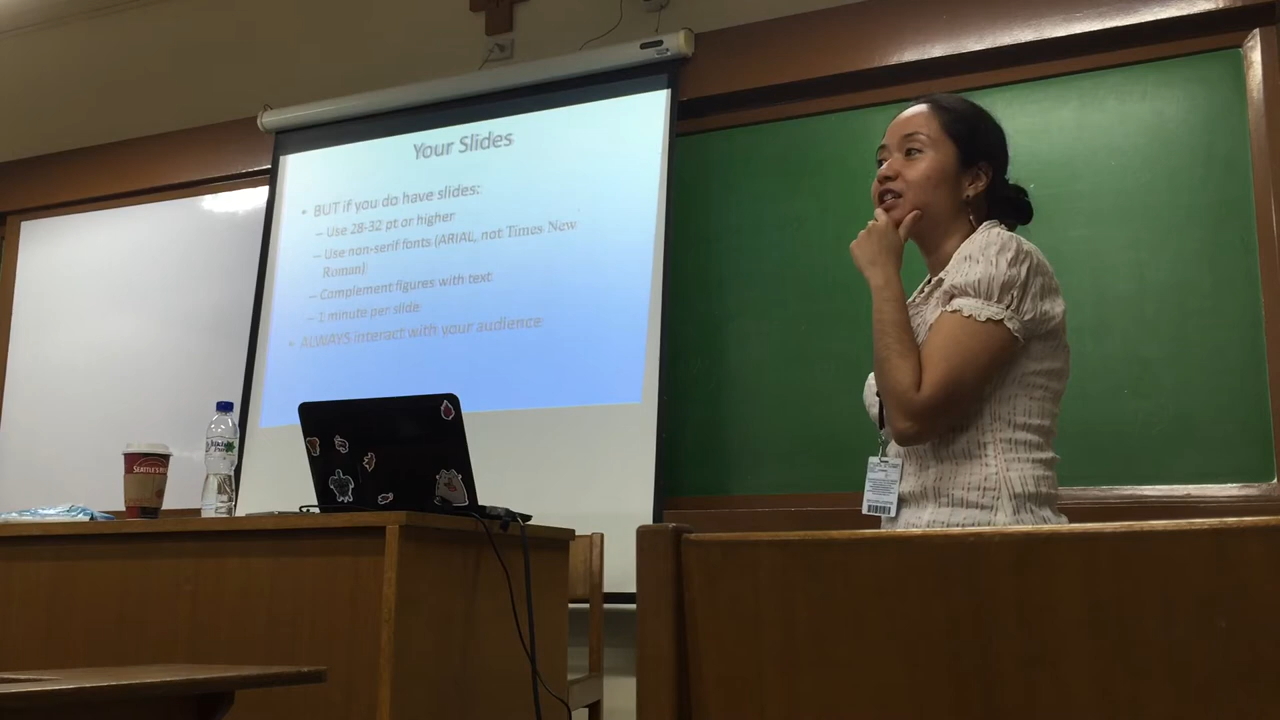 Your Slides
• BUT if you do have slides:
– Use 28-32 pt or higher
– Use non-serif fonts (ARIAL, not Times New
Roman)
– Complement figures with text
– 1 minute per slide
• ALWAYS interact with your audience
SEATTLE'S